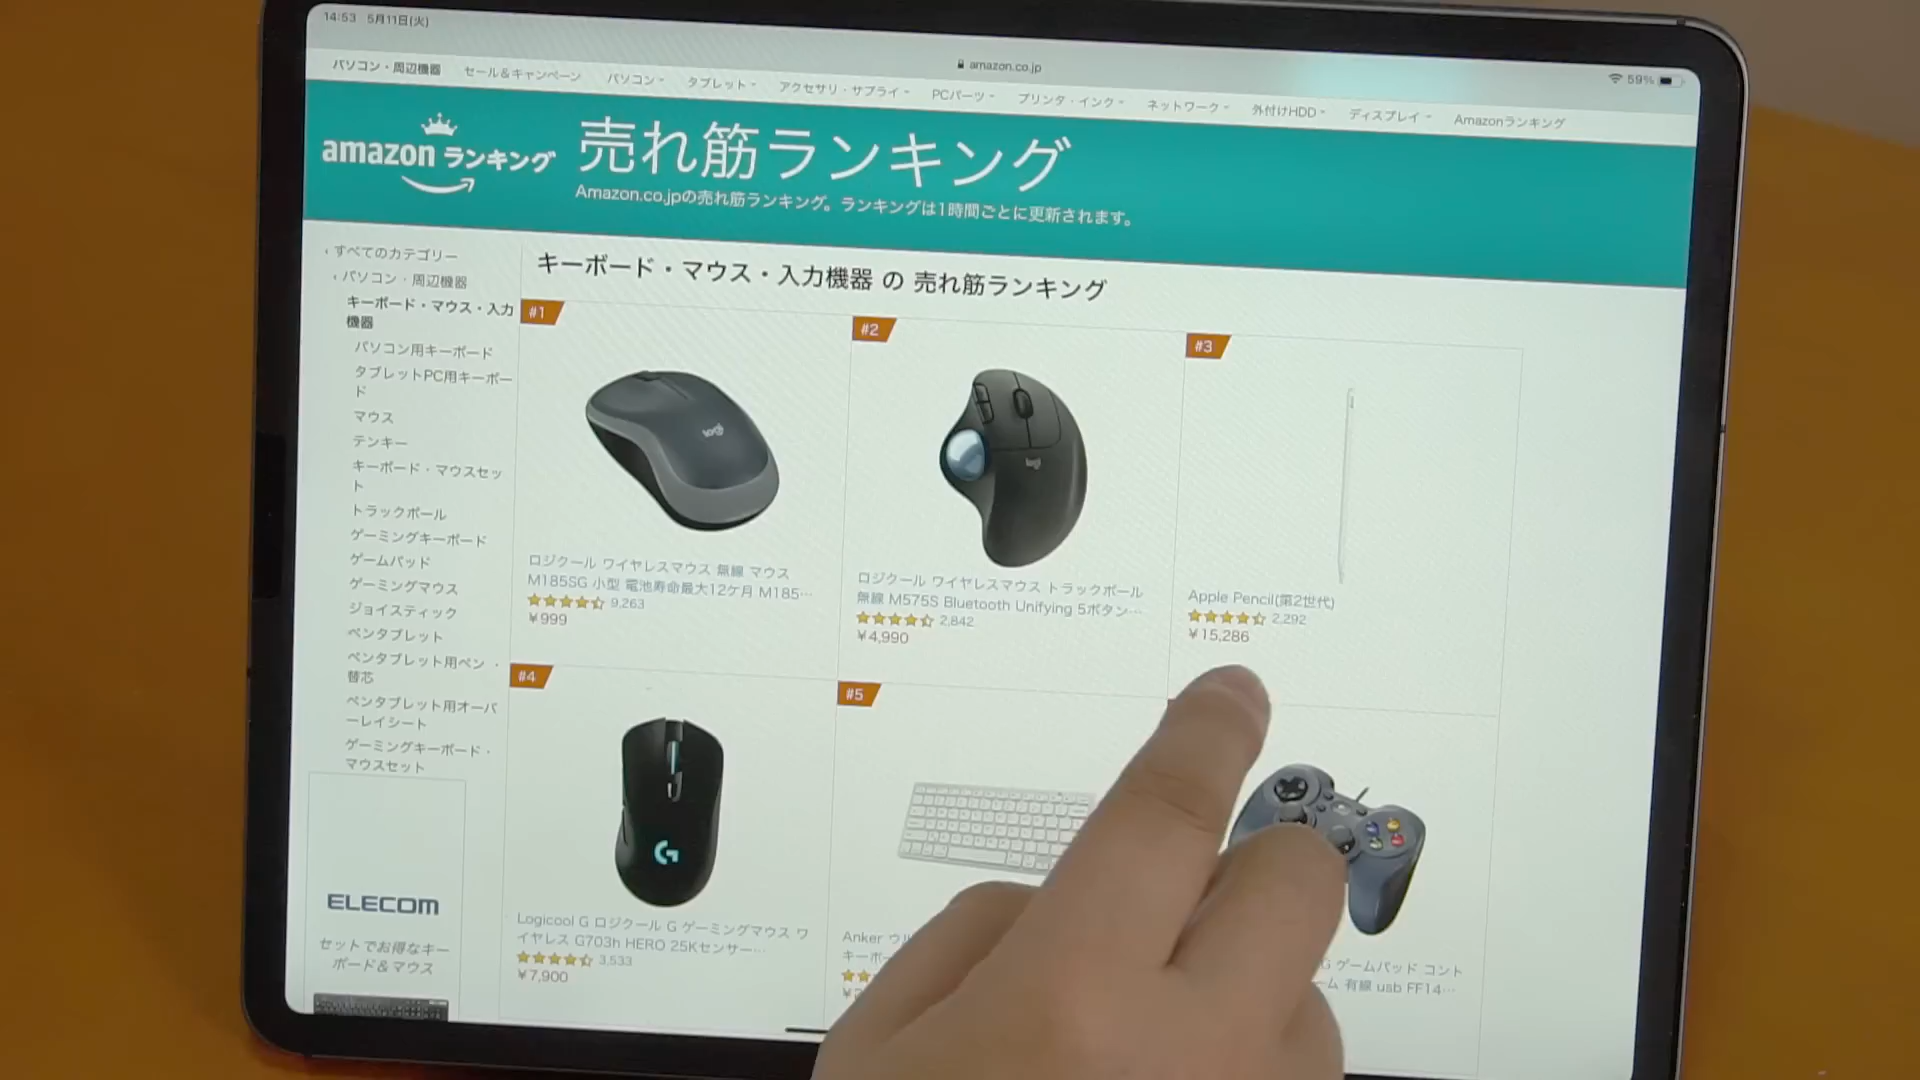 14:53 5月11日(火)
amazon.co.jp
59%
パソコン・周辺機器 セール＆キャンペーン パソコン タブレット アクセサリ・サプライ PCパーツ プリンタ・インク ネットワーク 外付けHDD ディスプレイ Amazonランキング
amazon ランキング
売れ筋ランキング
Amazon.co.jpの売れ筋ランキング。ランキングは1時間ごとに更新されます。
‹ すべてのカテゴリー
‹ パソコン・周辺機器
キーボード・マウス・入力
機器
パソコン用キーボード
タブレットPC用キーボー
ド
マウス
テンキー
キーボード・マウスセッ
ト
トラックボール
ゲーミングキーボード
ゲームパッド
ゲーミングマウス
ジョイスティック
ペンタブレット
ペンタブレット用ペン・
替芯
ペンタブレット用オーバ
ーレイシート
ゲーミングキーボード・
マウスセット
ELECOM
セットでお得なキー
ボード＆マウス
キーボード・マウス・入力機器 の 売れ筋ランキング
#1
logi
ロジクール ワイヤレスマウス 無線 マウス
M185SG 小型 電池寿命最大12ケ月 M185…
9,263
￥999
#2
logi
ロジクール ワイヤレスマウス トラックボール
無線 M575S Bluetooth Unifying 5ボタン…
2,842
￥4,990
#3
Apple Pencil(第2世代)
2,292
￥15,286
#4
Logicool G ロジクール G ゲーミングマウス ワ
イヤレス G703h HERO 25Kセンサー…
3,533
￥7,900
#5
Anker ウル
キーボー
G ゲームパッド コント
ーム 有線 usb FF14…